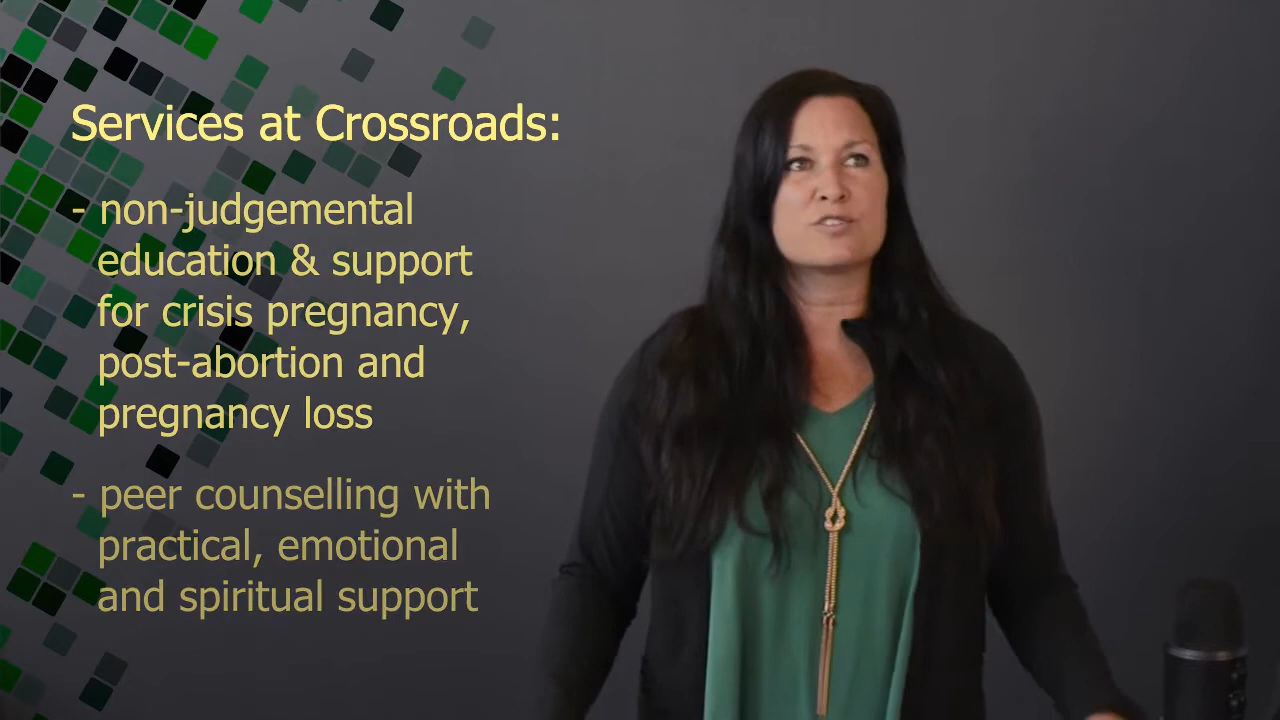 Services at Crossroads:
- non-judgemental
education & support
for crisis pregnancy,
post-abortion and
pregnancy loss
- peer counselling with
practical, emotional
and spiritual support